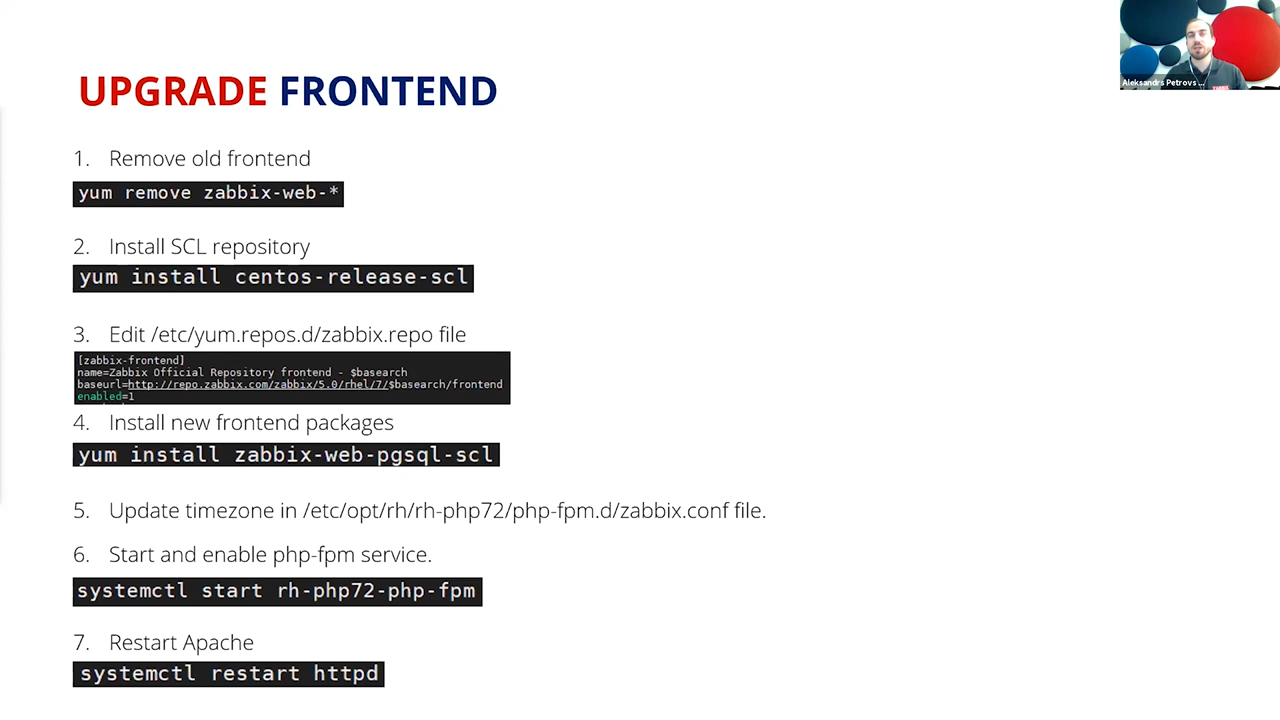 UPGRADE FRONTEND
Aleksandrs Petrovs ...
1. Remove old frontend
yum remove zabbix-web-*
2. Install SCL repository
yum install centos-release-scl
3. Edit /etc/yum.repos.d/zabbix.repo file
[zabbix-frontend]
name=Zabbix Official Repository frontend - $basearch
baseurl=http://repo.zabbix.com/zabbix/5.0/rhel/7/$basearch/frontend
enabled=1
4. Install new frontend packages
yum install zabbix-web-pgsql-scl
5. Update timezone in /etc/opt/rh/rh-php72/php-fpm.d/zabbix.conf file.
6. Start and enable php-fpm service.
systemctl start rh-php72-php-fpm
7. Restart Apache
systemctl restart httpd